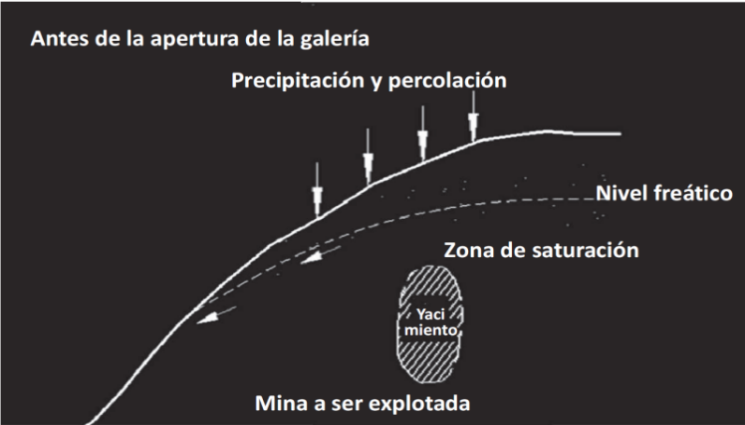 Antes de la apertura de la galería
Precipitación y percolación
Nivel freático
Zona de saturación
Yaci
miento
Mina a ser explotada